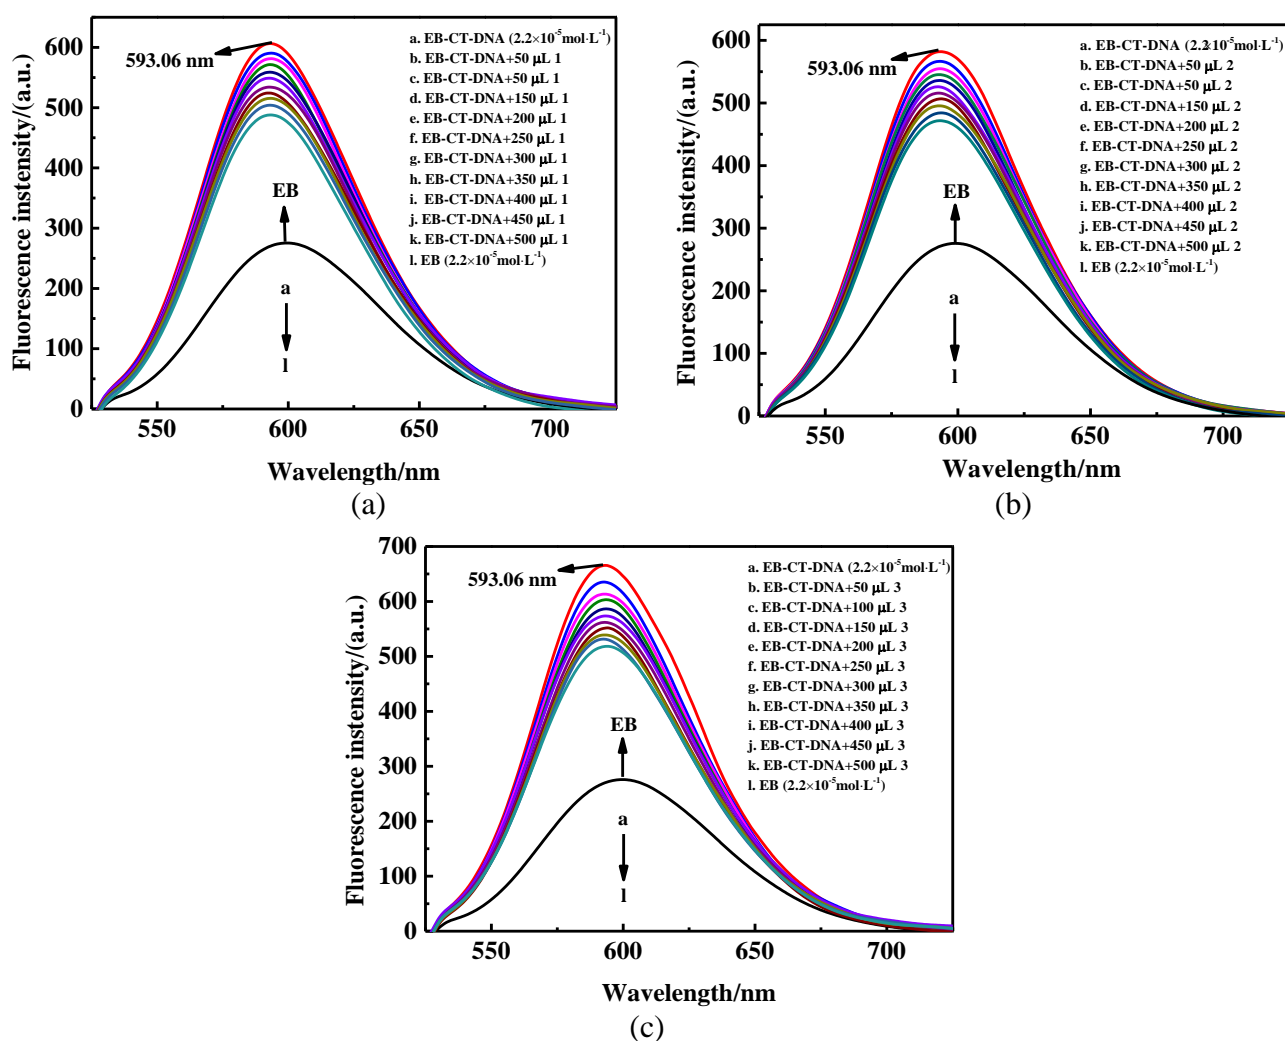 600
500
400
300
200
100
0
Fluorescence instensity/(a.u.)
593.06 nm
a. EB-CT-DNA (2.2×10⁻⁵mol·L⁻¹)
b. EB-CT-DNA+50 μL 1
c. EB-CT-DNA+50 μL 1
d. EB-CT-DNA+150 μL 1
e. EB-CT-DNA+200 μL 1
f. EB-CT-DNA+250 μL 1
g. EB-CT-DNA+300 μL 1
h. EB-CT-DNA+350 μL 1
i. EB-CT-DNA+400 μL 1
j. EB-CT-DNA+450 μL 1
k. EB-CT-DNA+500 μL 1
l. EB (2.2×10⁻⁵mol·L⁻¹)
EB
a
l
550 600 650 700
Wavelength/nm
(a)
600
500
400
300
200
100
0
Fluorescence instensity/(a.u.)
593.06 nm
a. EB-CT-DNA (2.2×10⁻⁵mol·L⁻¹)
b. EB-CT-DNA+50 μL 2
c. EB-CT-DNA+50 μL 2
d. EB-CT-DNA+150 μL 2
e. EB-CT-DNA+200 μL 2
f. EB-CT-DNA+250 μL 2
g. EB-CT-DNA+300 μL 2
h. EB-CT-DNA+350 μL 2
i. EB-CT-DNA+400 μL 2
j. EB-CT-DNA+450 μL 2
k. EB-CT-DNA+500 μL 2
l. EB (2.2×10⁻⁵mol·L⁻¹)
EB
a
l
550 600 650 700
Wavelength/nm
(b)
700
600
500
400
300
200
100
0
Fluorescence instensity/(a.u.)
593.06 nm
a. EB-CT-DNA (2.2×10⁻⁵mol·L⁻¹)
b. EB-CT-DNA+50 μL 3
c. EB-CT-DNA+100 μL 3
d. EB-CT-DNA+150 μL 3
e. EB-CT-DNA+200 μL 3
f. EB-CT-DNA+250 μL 3
g. EB-CT-DNA+300 μL 3
h. EB-CT-DNA+350 μL 3
i. EB-CT-DNA+400 μL 3
j. EB-CT-DNA+450 μL 3
k. EB-CT-DNA+500 μL 3
l. EB (2.2×10⁻⁵mol·L⁻¹)
EB
a
l
550 600 650 700
Wavelength/nm
(c)